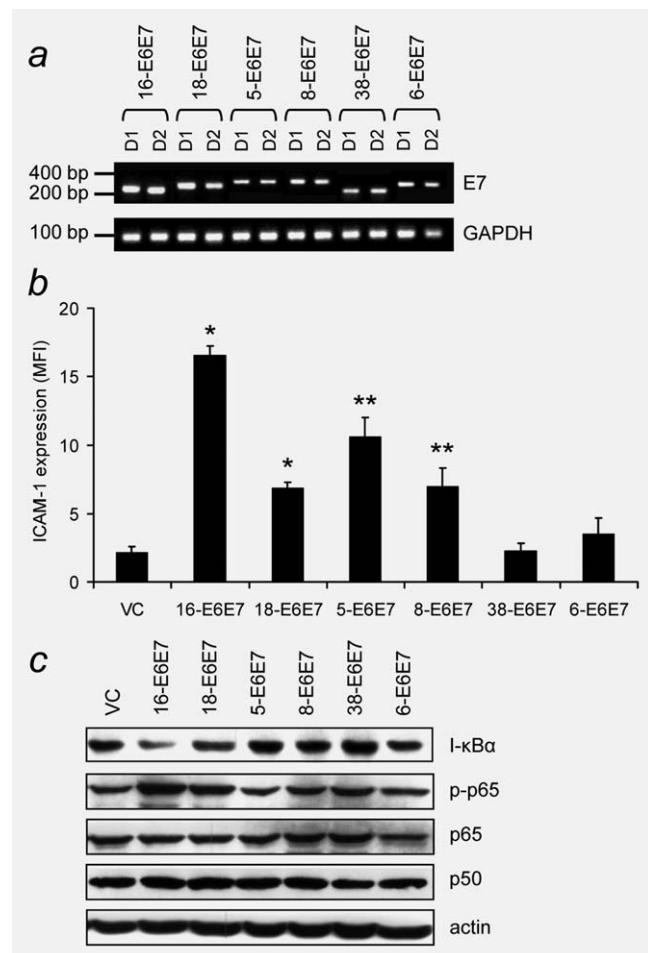 a
16-E6E7 18-E6E7 5-E6E7 8-E6E7 38-E6E7 6-E6E7
D1 D2 D1 D2 D1 D2 D1 D2 D1 D2 D1 D2
400 bp
200 bp
E7
100 bp
GAPDH
b
ICAM-1 expression (MFI)
20
15
10
5
0
* * ** **
VC 16-E6E7 18-E6E7 5-E6E7 8-E6E7 38-E6E7 6-E6E7
c
VC 16-E6E7 18-E6E7 5-E6E7 8-E6E7 38-E6E7 6-E6E7
I-κBα
p-p65
p65
p50
actin